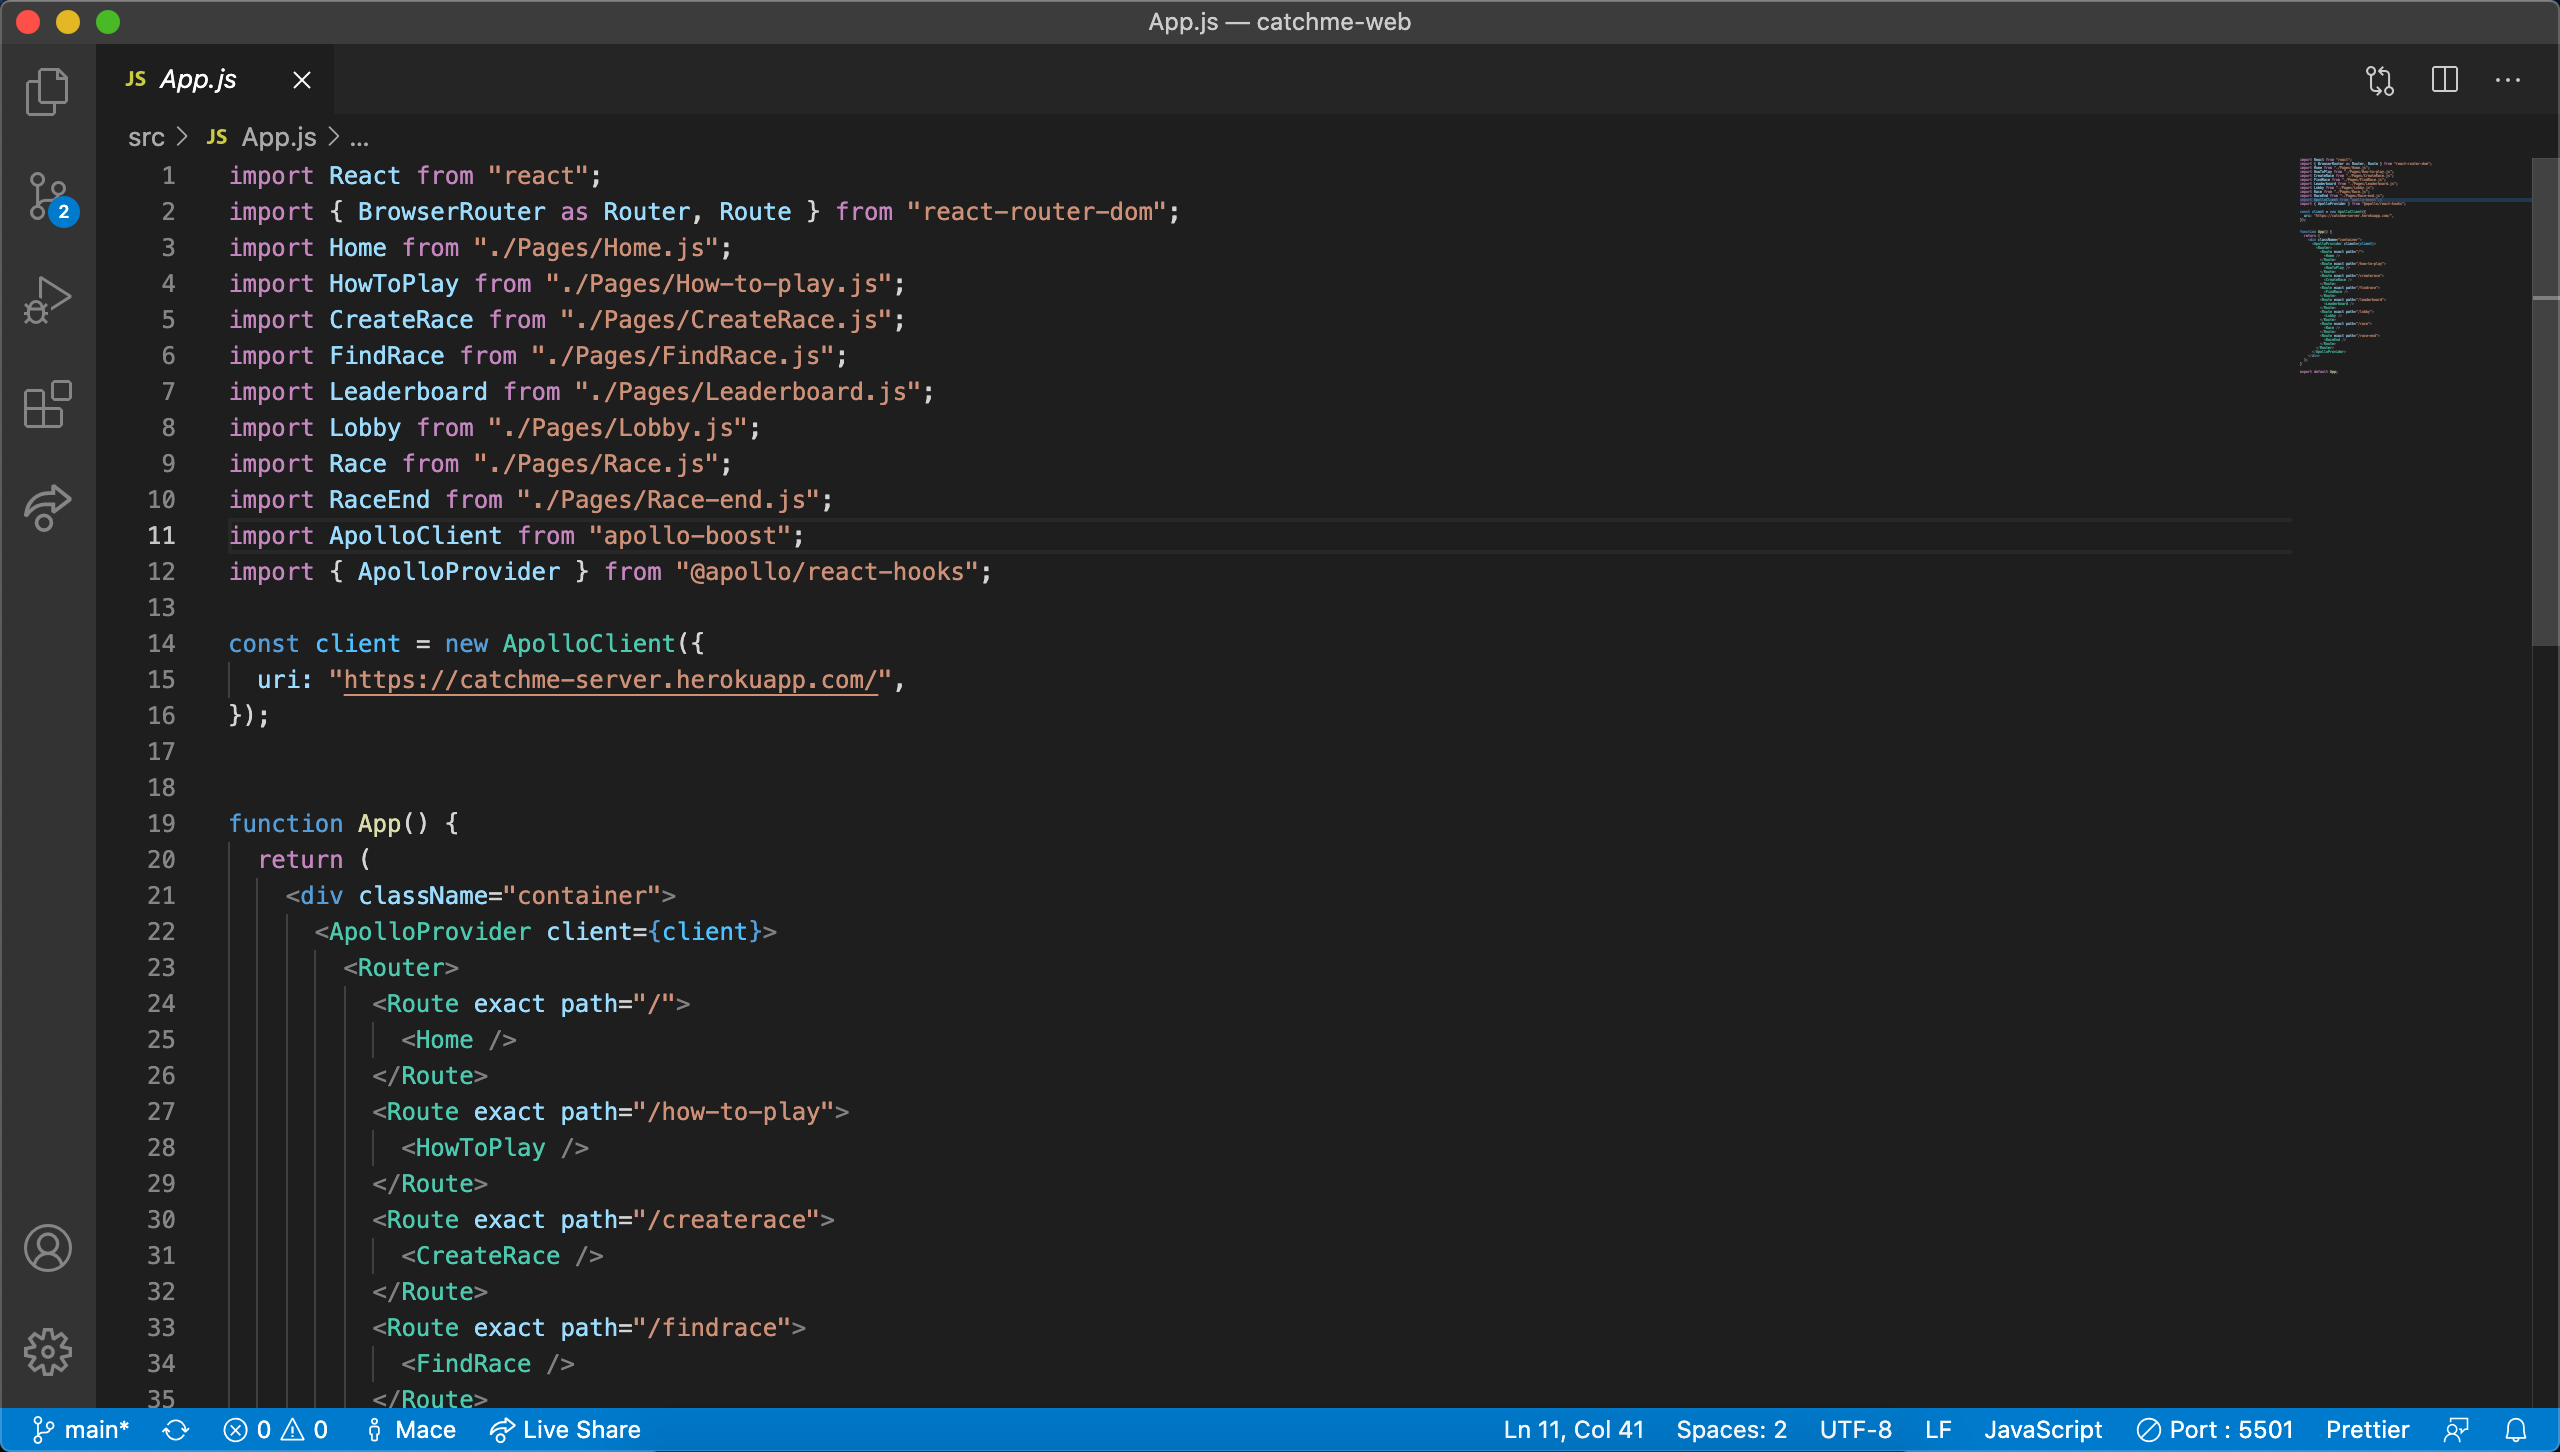 App.js — catchme-web
JS App.js
src > JS App.js > ...
1 import React from "react";
2 import { BrowserRouter as Router, Route } from "react-router-dom";
3 import Home from "./Pages/Home.js";
4 import HowToPlay from "./Pages/How-to-play.js";
5 import CreateRace from "./Pages/CreateRace.js";
6 import FindRace from "./Pages/FindRace.js";
7 import Leaderboard from "./Pages/Leaderboard.js";
8 import Lobby from "./Pages/Lobby.js";
9 import Race from "./Pages/Race.js";
10 import RaceEnd from "./Pages/Race-end.js";
11 import ApolloClient from "apollo-boost";
12 import { ApolloProvider } from "@apollo/react-hooks";
13
14 const client = new ApolloClient({
15   uri: "https://catchme-server.herokuapp.com/",
16 });
17
18
19 function App() {
20   return (
21     <div className="container">
22       <ApolloProvider client={client}>
23         <Router>
24           <Route exact path="/">
25             <Home />
26           </Route>
27           <Route exact path="/how-to-play">
28             <HowToPlay />
29           </Route>
30           <Route exact path="/createrace">
31             <CreateRace />
32           </Route>
33           <Route exact path="/findrace">
34             <FindRace />
35           </Route>
2
main* 0 0 Mace Live Share Ln 11, Col 41 Spaces: 2 UTF-8 LF JavaScript Port : 5501 Prettier